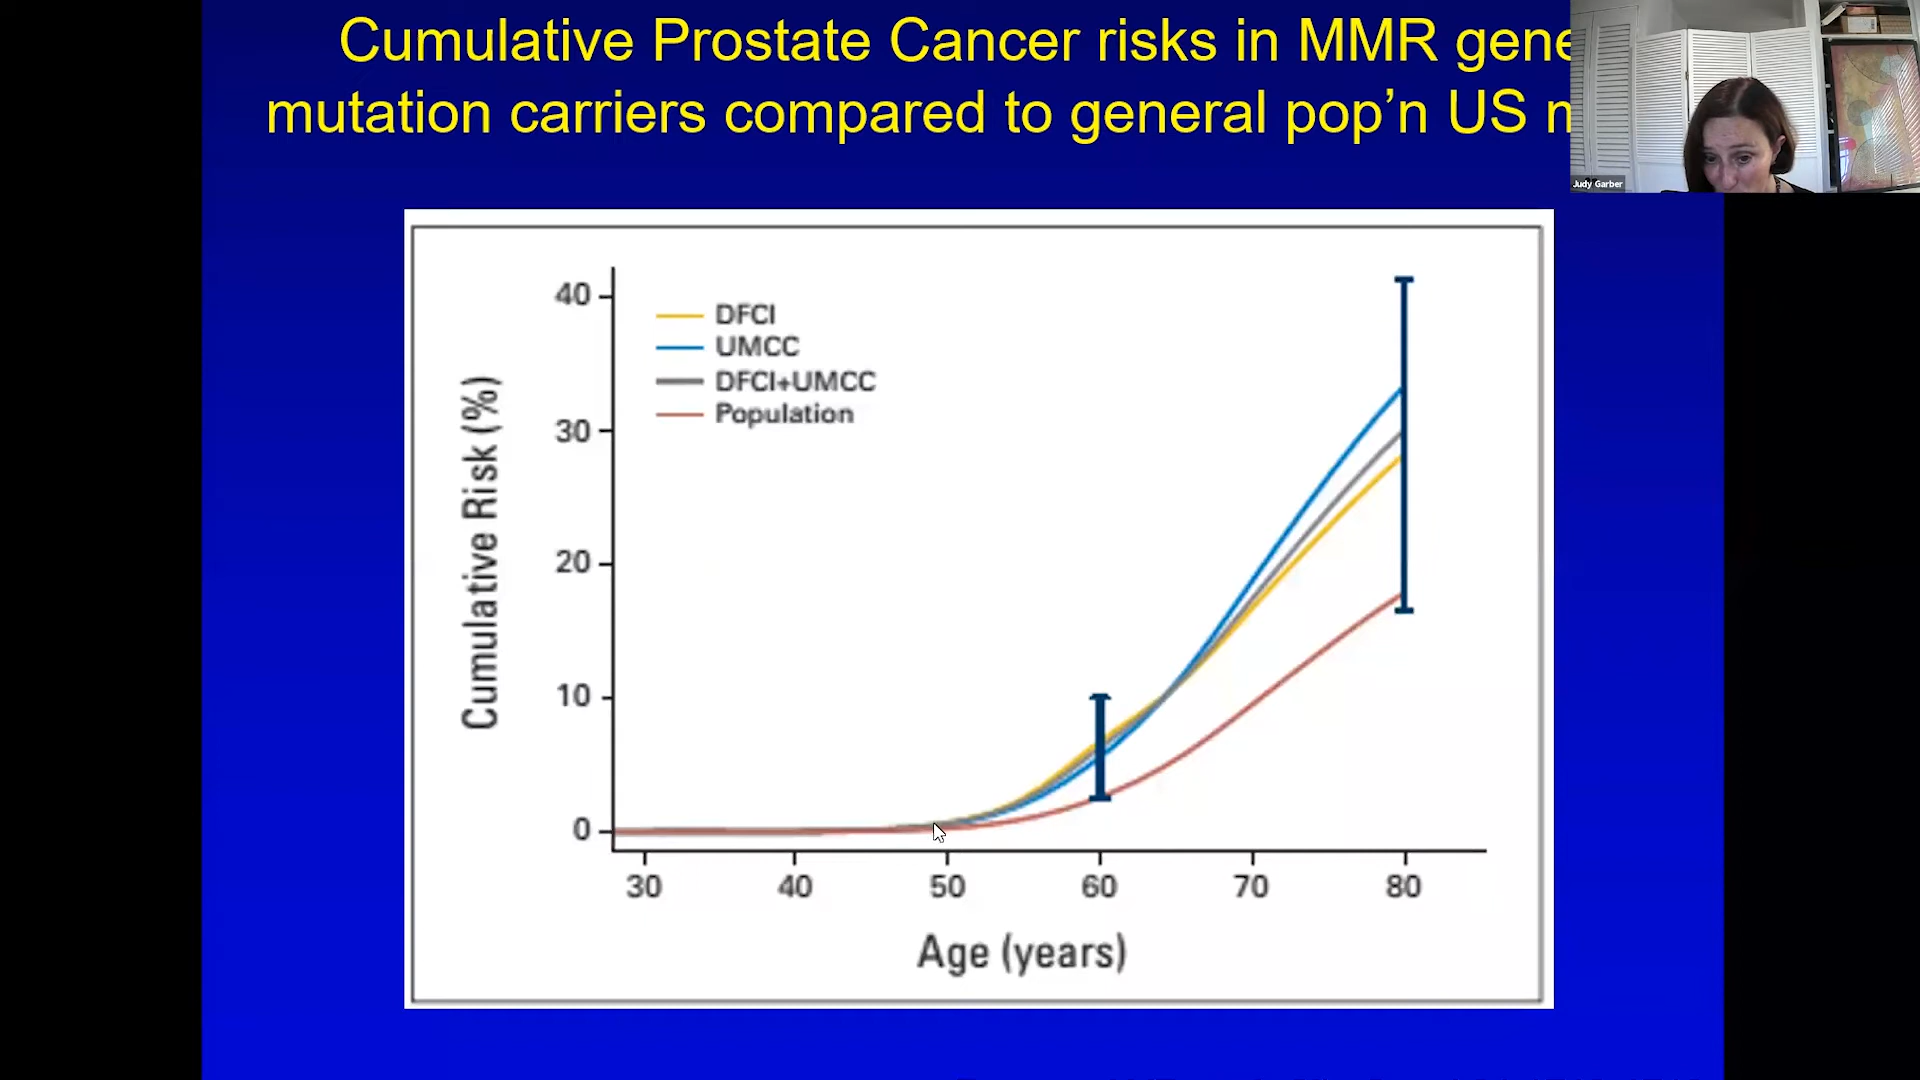 Cumulative Prostate Cancer risks in MMR gene
mutation carriers compared to general pop’n US
Judy Garber
40
30
20
10
0
DFCI
UMCC
DFCI+UMCC
Population
Cumulative Risk (%)
30 40 50 60 70 80
Age (years)